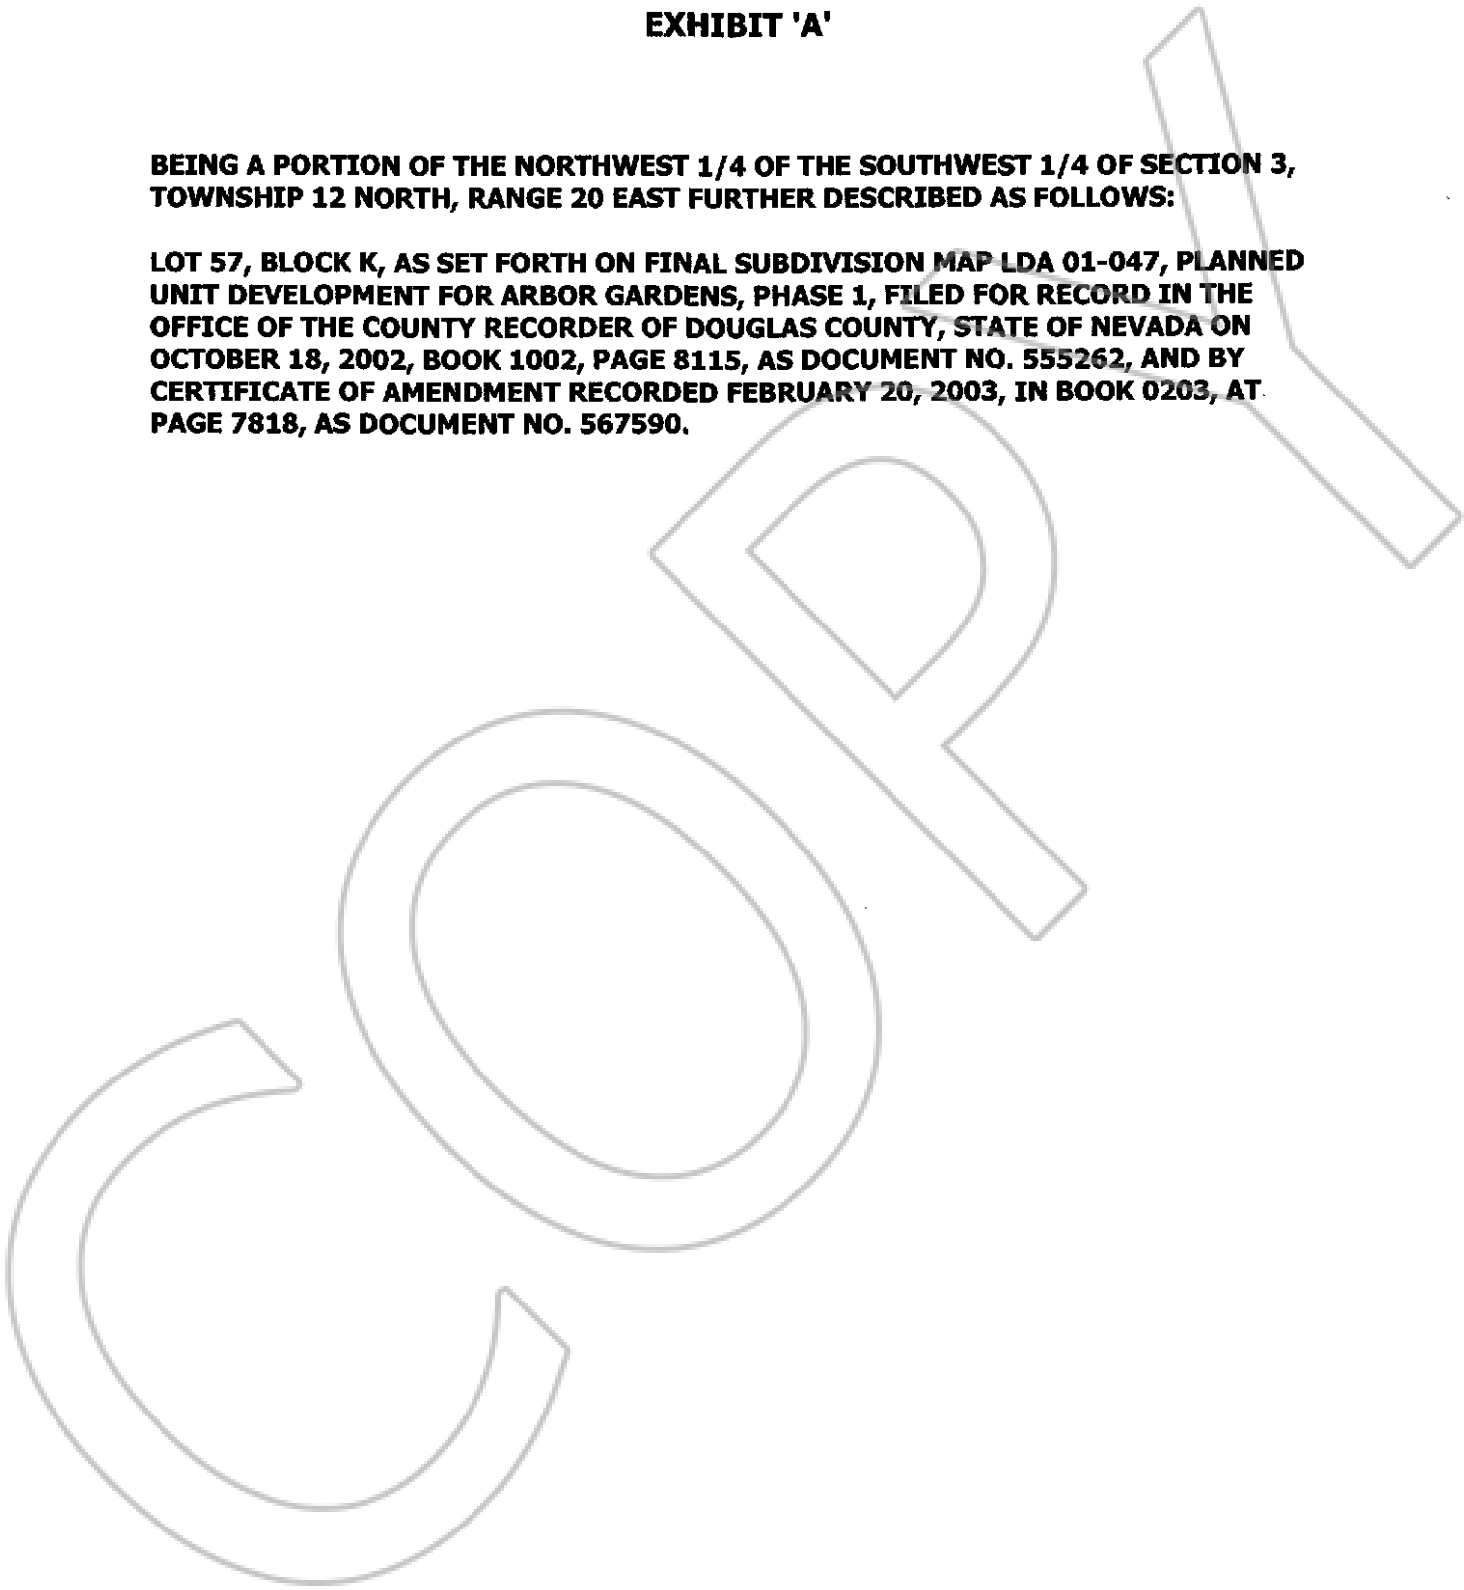 EXHIBIT 'A'
BEING A PORTION OF THE NORTHWEST 1/4 OF THE SOUTHWEST 1/4 OF SECTION 3,
TOWNSHIP 12 NORTH, RANGE 20 EAST FURTHER DESCRIBED AS FOLLOWS:
LOT 57, BLOCK K, AS SET FORTH ON FINAL SUBDIVISION MAP LDA 01-047, PLANNED
UNIT DEVELOPMENT FOR ARBOR GARDENS, PHASE 1, FILED FOR RECORD IN THE
OFFICE OF THE COUNTY RECORDER OF DOUGLAS COUNTY, STATE OF NEVADA ON
OCTOBER 18, 2002, BOOK 1002, PAGE 8115, AS DOCUMENT NO. 555262, AND BY
CERTIFICATE OF AMENDMENT RECORDED FEBRUARY 20, 2003, IN BOOK 0203, AT
PAGE 7818, AS DOCUMENT NO. 567590.
COPY